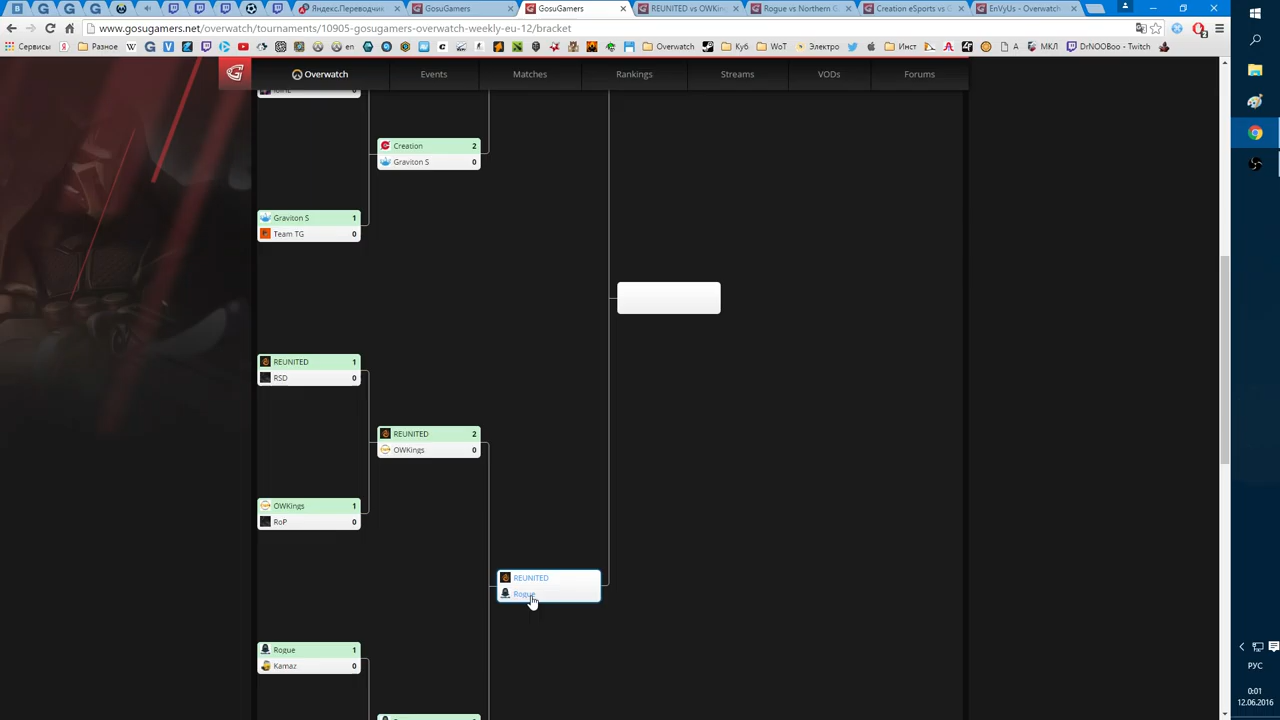 Яндекс.Переводчик
GosuGamers
GosuGamers
REUNITED vs OWKin
Rogue vs Northern G
Creation eSports vs
EnVyUs - Overwatch
www.gosugamers.net/overwatch/tournaments/10905-gosugamers-overwatch-weekly-eu-12/bracket
Сервисы
Разное
W
en
Overwatch
Куб
WoT
Электро
Инст
А
МКЛ
DrNOOBoo - Twitch
Overwatch
Events
Matches
Rankings
Streams
VODs
Forums
0
Creation 2
Graviton S 0
Graviton S 1
Team TG 0
REUNITED 1
RSD 0
REUNITED 2
OWKings 0
OWKings 1
RoP 0
REUNITED
Rogue
Rogue 1
Kamaz 0
РУС
0:01
12.06.2016